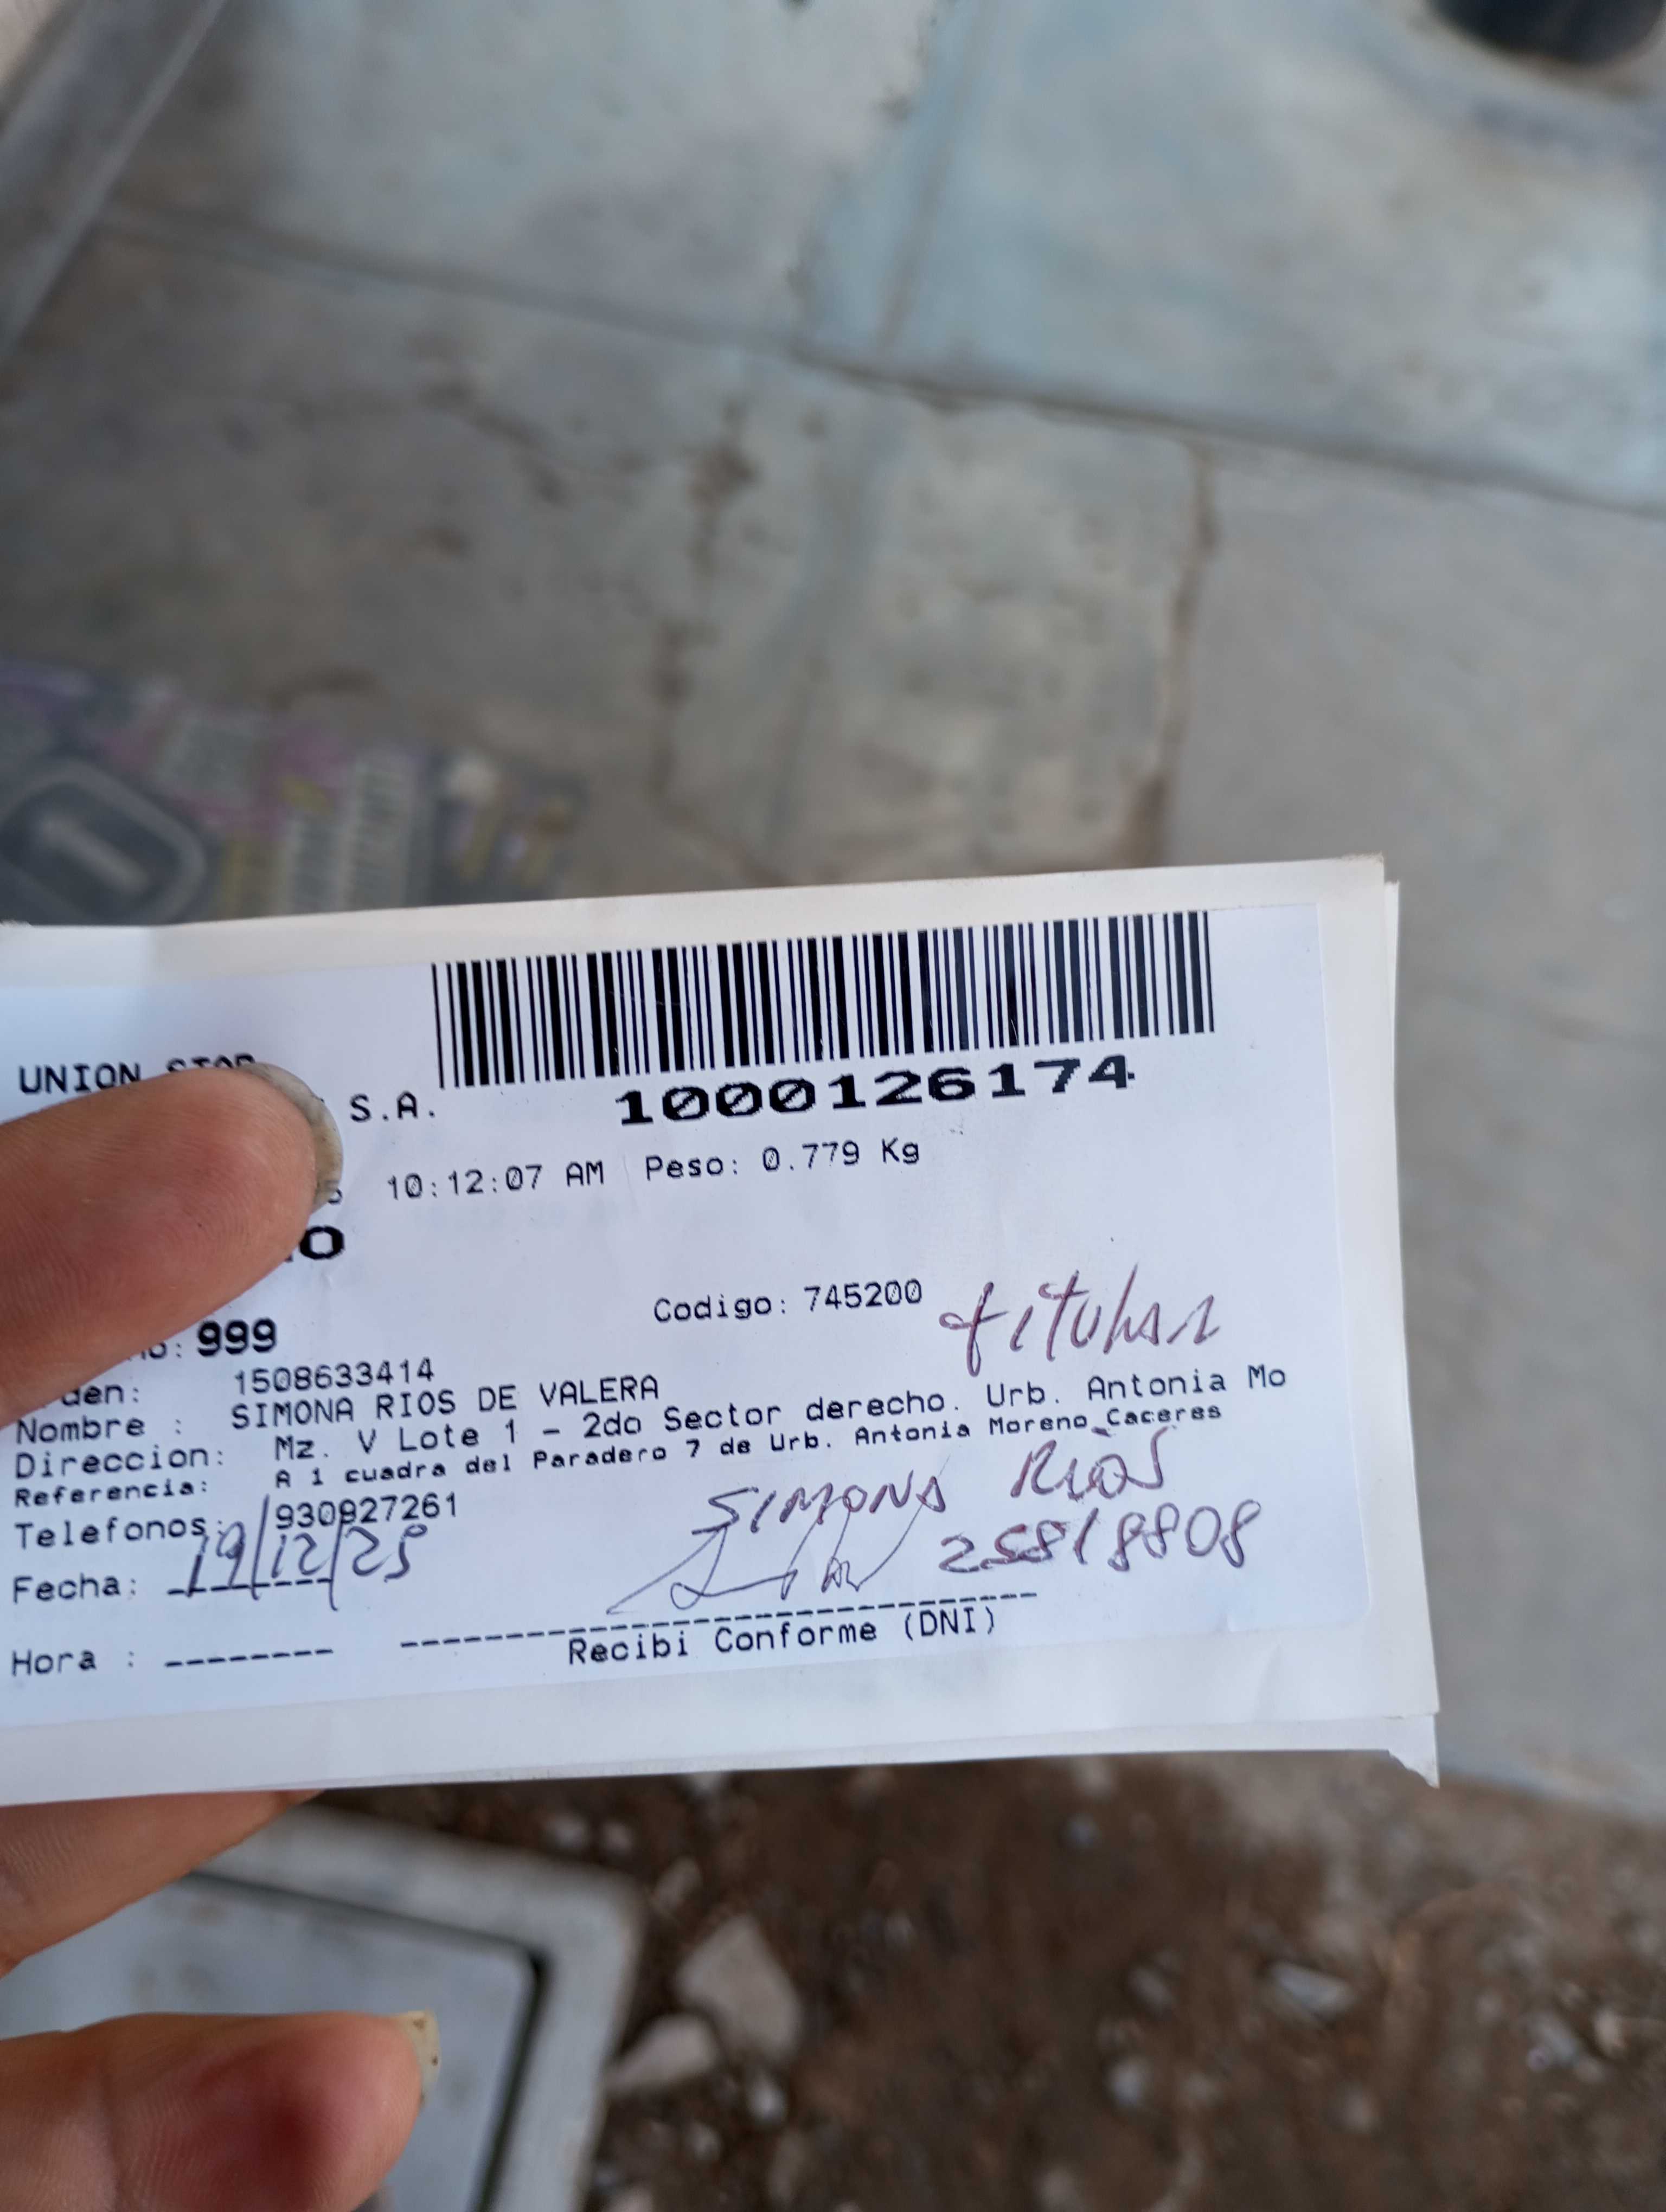 UNION STAR
S.A.
1000126174
10:12:07 AM Peso: 0.779 Kg
Codigo: 745200
titular
999
1508633414
Nombre : SIMONA RIOS DE VALERA
Direccion: Mz. V Lote 1 - 2do Sector derecho. Urb. Antonia Mo
Referencia: A 1 cuadra del Paradero 7 de Urb. Antonia Moreno Caceres
Telefonos: 930927261
SIMONA RIOS
25818808
Fecha: 19/12/25
Hora : --------
Recibi Conforme (DNI)